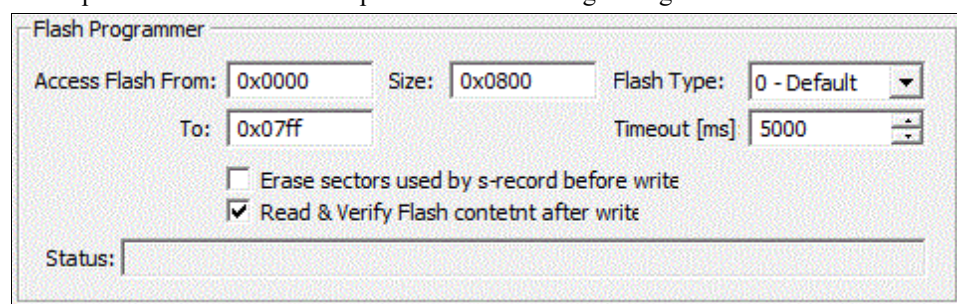 Flash Programmer
Access Flash From: 0x0000 Size: 0x0800 Flash Type: 0 - Default
To: 0x07ff Timeout [ms] 5000
Erase sectors used by s-record before write
Read & Verify Flash contetnt after write
Status: